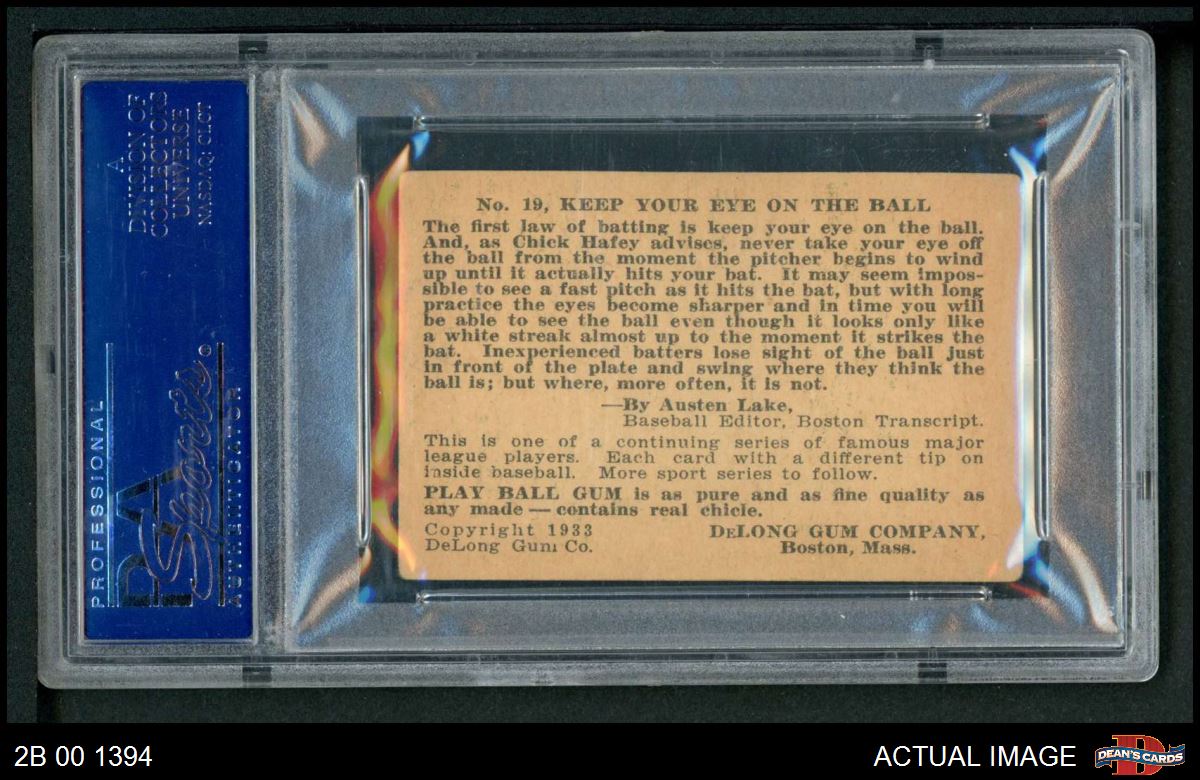 A
DIVISION OF
COLLECTORS
UNIVERSE
NASDAQ: CLCT
PROFESSIONAL
PSA
Sports
AUTHENTICATOR
No. 19, KEEP YOUR EYE ON THE BALL
The first law of batting is keep your eye on the ball.
And, as Chick Hafey advises, never take your eye off
the ball from the moment the pitcher begins to wind
up until it actually hits your bat. It may seem impos-
sible to see a fast pitch as it hits the bat, but with long
practice the eyes become sharper and in time you will
be able to see the ball even though it looks only like
a white streak almost up to the moment it strikes the
bat. Inexperienced batters lose sight of the ball just
in front of the plate and swing where they think the
ball is; but where, more often, it is not.
—By Austen Lake,
Baseball Editor, Boston Transcript.
This is one of a continuing series of famous major
league players. Each card with a different tip on
inside baseball. More sport series to follow.
PLAY BALL GUM is as pure and as fine quality as
any made — contains real chicle.
Copyright 1933
DeLong Gum Co.
DELONG GUM COMPANY,
Boston, Mass.
2B 00 1394
ACTUAL IMAGE
D
DEAN'S CARDS